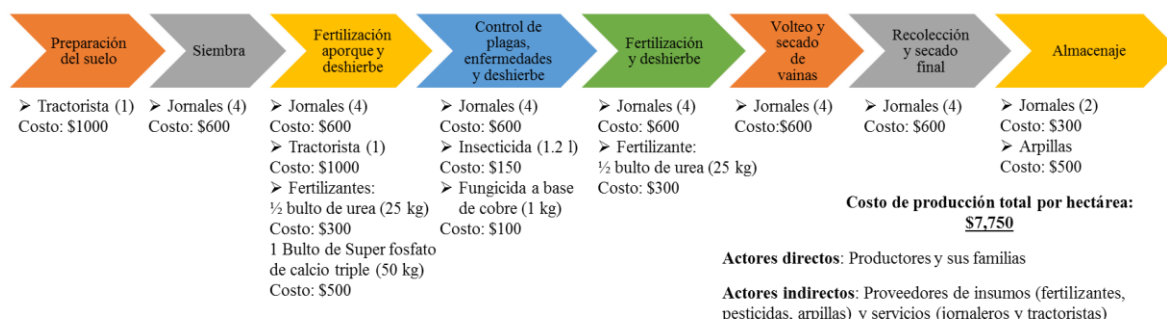 Preparación
del suelo
Siembra
Fertilización
aporque y
deshierbe
Control de
plagas,
enfermedades
y deshierbe
Fertilización
y deshierbe
Volteo y
secado
de
vainas
Recolección
y secado
final
Almacenaje
➢ Tractorista (1)
Costo: $1000
➢ Jornales (4)
Costo: $600
➢ Jornales (4)
Costo: $600
➢ Tractorista (1)
Costo: $1000
➢ Fertilizantes:
½ bulto de urea (25 kg)
Costo: $300
1 Bulto de Super fosfato
de calcio triple (50 kg)
Costo: $500
➢ Jornales (4)
Costo: $600
➢ Insecticida (1.2 l)
Costo: $150
➢ Fungicida a base
de cobre (1 kg)
Costo: $100
➢ Jornales (4)
Costo: $600
➢ Fertilizante:
½ bulto de urea (25 kg)
Costo: $300
➢ Jornales (4)
Costo:$600
➢ Jornales (4)
Costo: $600
➢ Jornales (2)
Costo: $300
➢ Arpillas
Costo: $500
Costo de producción total por hectárea:
$7,750
Actores directos: Productores y sus familias
Actores indirectos: Proveedores de insumos (fertilizantes,
pesticidas, arpillas) y servicios (jornaleros y tractoristas)